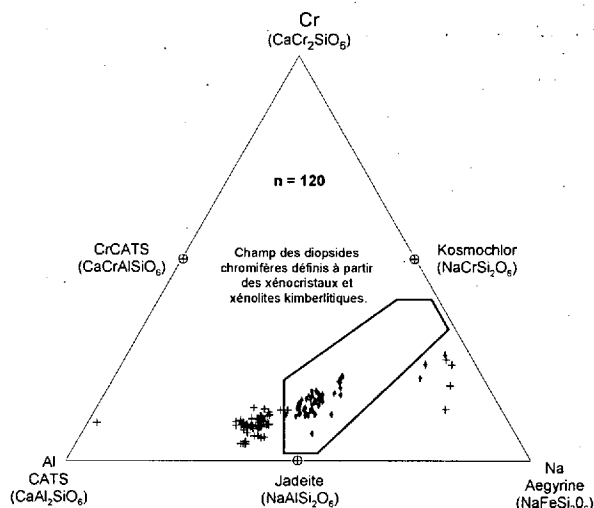 Cr
(CaCr2SiO6)
n = 120
CrCATS
(CaCrAlSiO6)
Champ des diopsides
chromifères définis à partir
des xénocristaux et
xénolites kimberlitiques.
Kosmochlor
(NaCrSi2O6)
Al
CATS
(CaAl2SiO6)
Jadeite
(NaAlSi2O6)
Na
Aegyrine
(NaFeSi2O6)